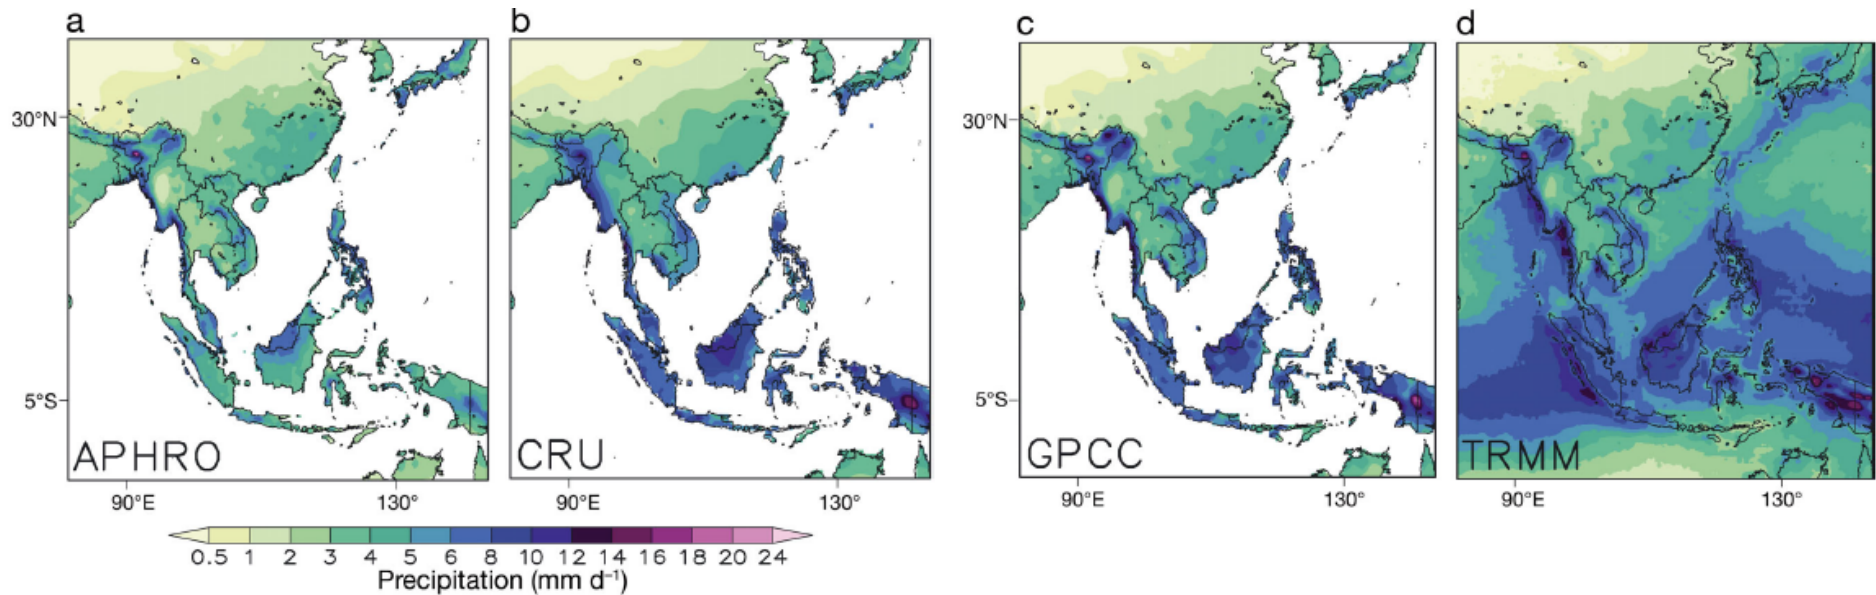 a b c d
30°N 30°N
5°S 5°S
APHRO CRU GPCC TRMM
90°E 130° 90°E 130° 90°E 130° 90°E 130°
0.5 1 2 3 4 5 6 8 10 12 14 16 18 20 24
Precipitation (mm d⁻¹)